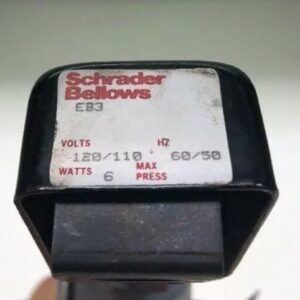 Schrader
Bellows
EB3
VOLTS HZ
120/110 60/50
WATTS 6 MAX
PRESS